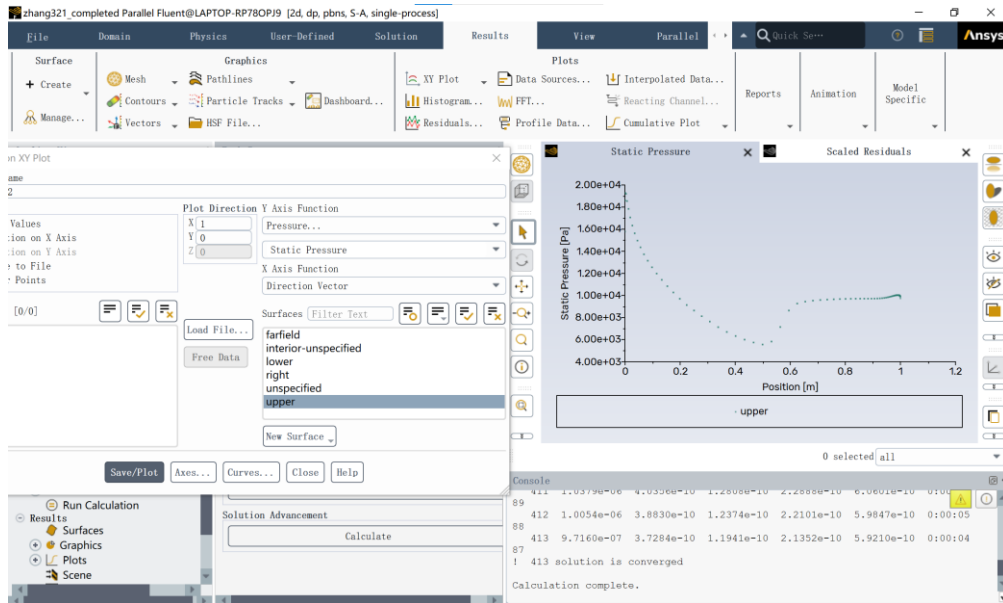 zhang321_completed Parallel Fluent@LAPTOP-RP78OPJ9 [2d, dp, pbns, S-A, single-process]
File Domain Physics User-Defined Solution Results View Parallel Quick Se··· Ansys
Surface Graphics Plots
+ Create Mesh Pathlines XY Plot Data Sources... Interpolated Data...
Contours Particle Tracks Dashboard... Histogram... FFT... Reacting Channel... Reports Animation Model Specific
Manage... Vectors HSF File... Residuals... Profile Data... Cumulative Plot
on XY Plot
ame
2
Values
ion on X Axis
ion on Y Axis
e to File
Points
Plot Direction
X 1
Y 0
Z 0
Y Axis Function
Pressure...
Static Pressure
X Axis Function
Direction Vector
[0/0]
Load File...
Free Data
Surfaces Filter Text
farfield
interior-unspecified
lower
right
unspecified
upper
New Surface
Save/Plot Axes... Curves... Close Help
Static Pressure
Scaled Residuals
Static Pressure [Pa]
2.00e+04
1.80e+04
1.60e+04
1.40e+04
1.20e+04
1.00e+04
8.00e+03
6.00e+03
4.00e+03
0 0.2 0.4 0.6 0.8 1 1.2
Position [m]
upper
0 selected all
Run Calculation
Results
Surfaces
Graphics
Plots
Scene
Solution Advancement
Calculate
Console
89
412 1.0054e-06 3.8830e-10 1.2374e-10 2.2101e-10 5.9847e-10 0:00:05
88
413 9.7160e-07 3.7284e-10 1.1941e-10 2.1352e-10 5.9210e-10 0:00:04
87
! 413 solution is converged
Calculation complete.